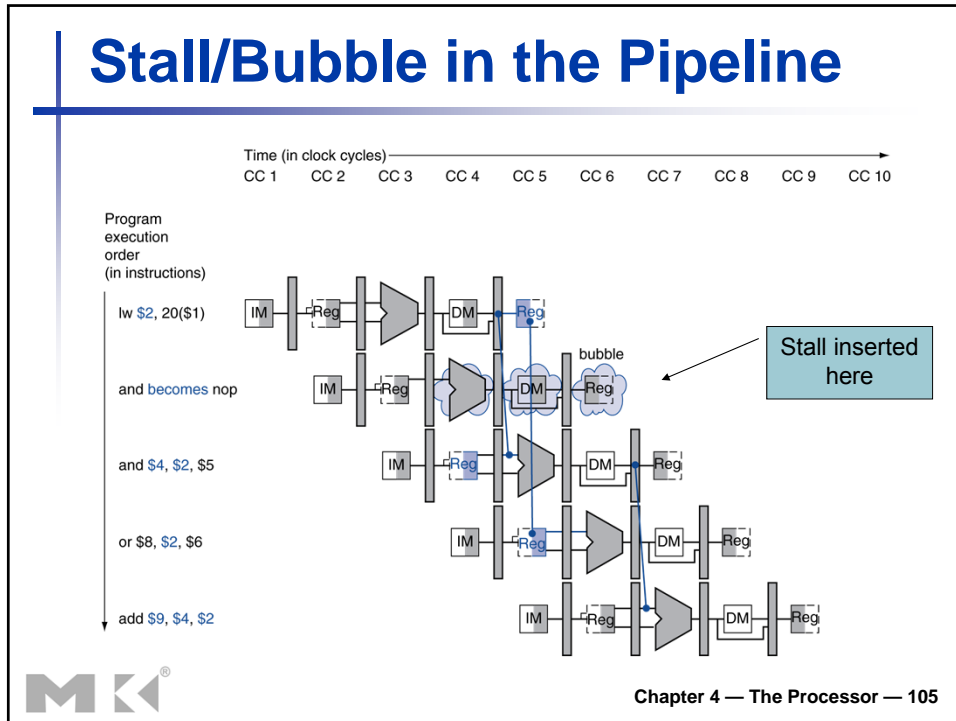 Stall/Bubble in the Pipeline
Time (in clock cycles)
CC 1 CC 2 CC 3 CC 4 CC 5 CC 6 CC 7 CC 8 CC 9 CC 10
Program
execution
order
(in instructions)
lw $2, 20($1)
IM Reg DM Reg
bubble
Stall inserted
here
and becomes nop
IM Reg DM Reg
and $4, $2, $5
IM Reg DM Reg
or $8, $2, $6
IM Reg DM Reg
add $9, $4, $2
IM Reg DM Reg
MK®
Chapter 4 — The Processor — 105